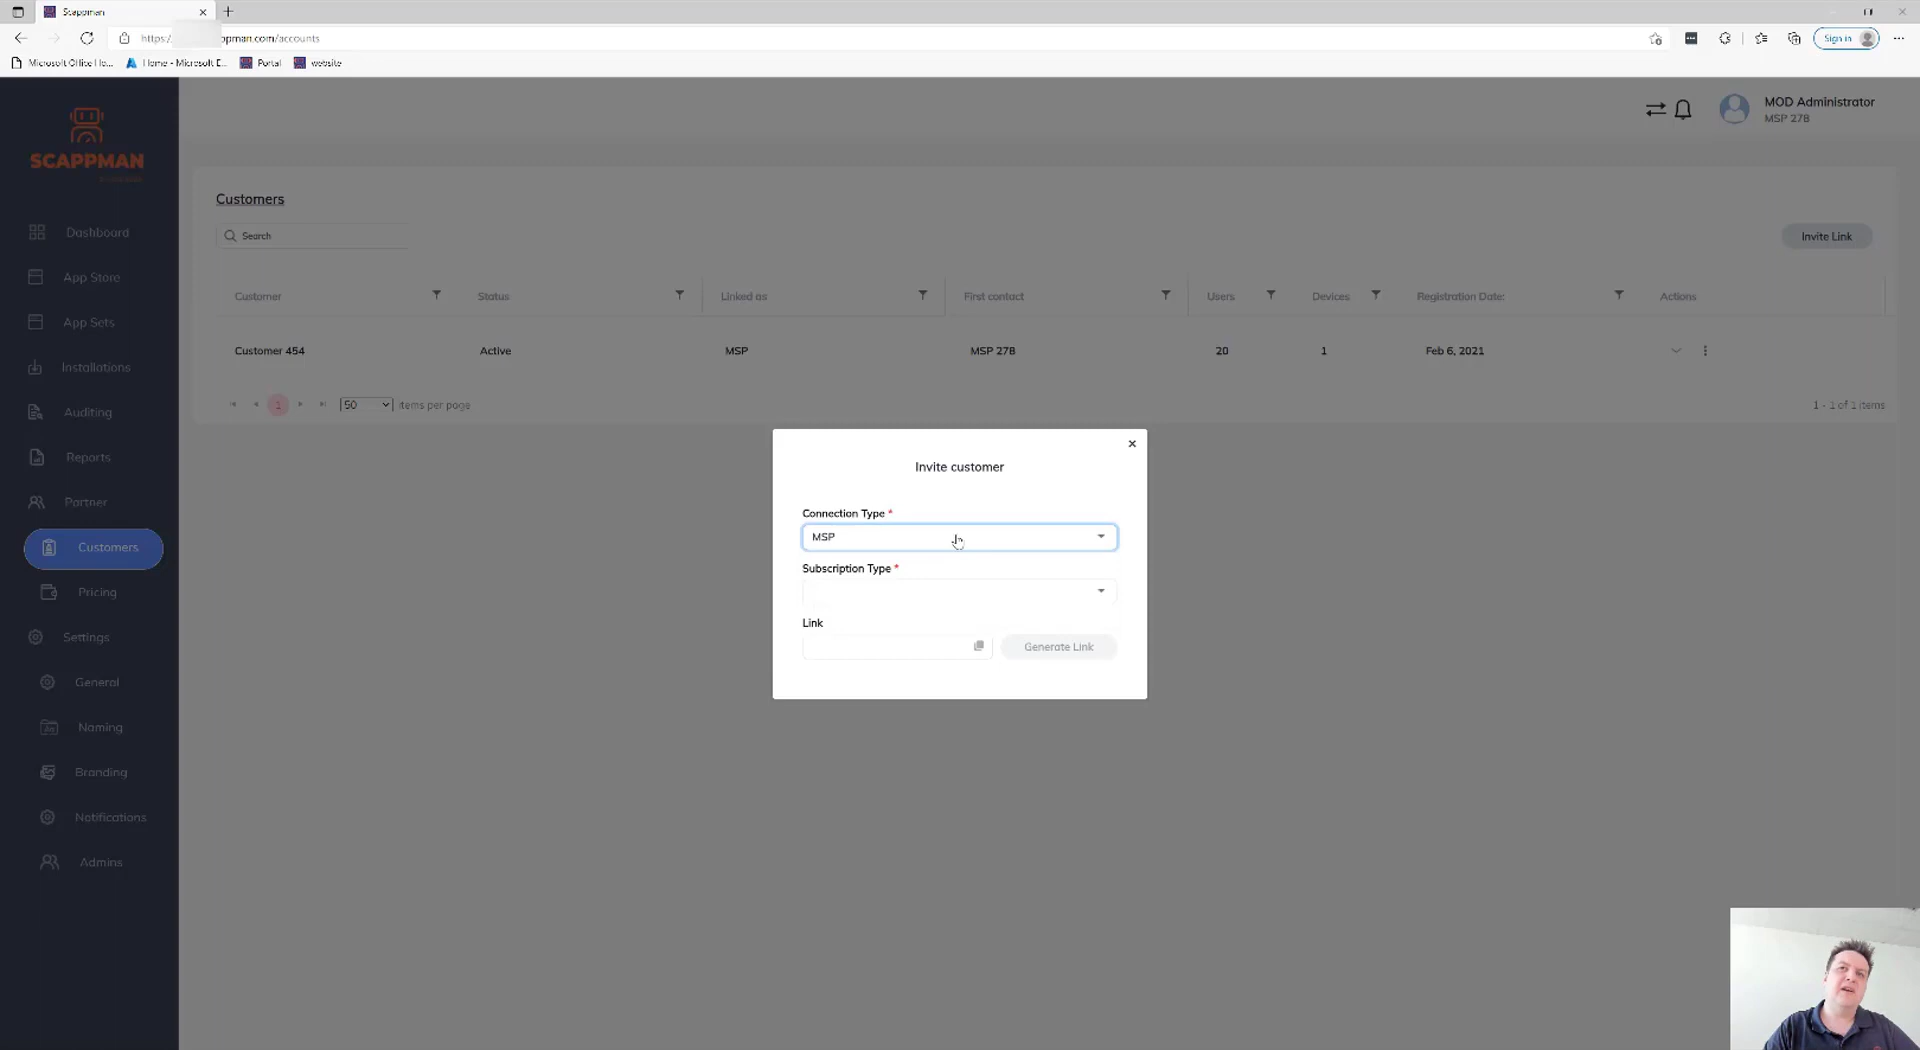 Scappman
https:/
ppman.com/accounts
Sign in
Microsoft Office Ho...
Home - Microsoft E...
Portal
website
SCAPPMAN
MOD Administrator
MSP 278
Dashboard
App Store
App Sets
Installations
Auditing
Reports
Partner
Customers
Pricing
Settings
General
Naming
Branding
Notifications
Admins
Customers
Search
Invite Link
Customer Status Linked as First contact Users Devices Registration Date: Actions
Customer 454 Active MSP MSP 278 20 1 Feb 6, 2021
1 50 items per page 1 - 1 of 1 items
Invite customer
Connection Type *
MSP
Subscription Type *
Link
Generate Link